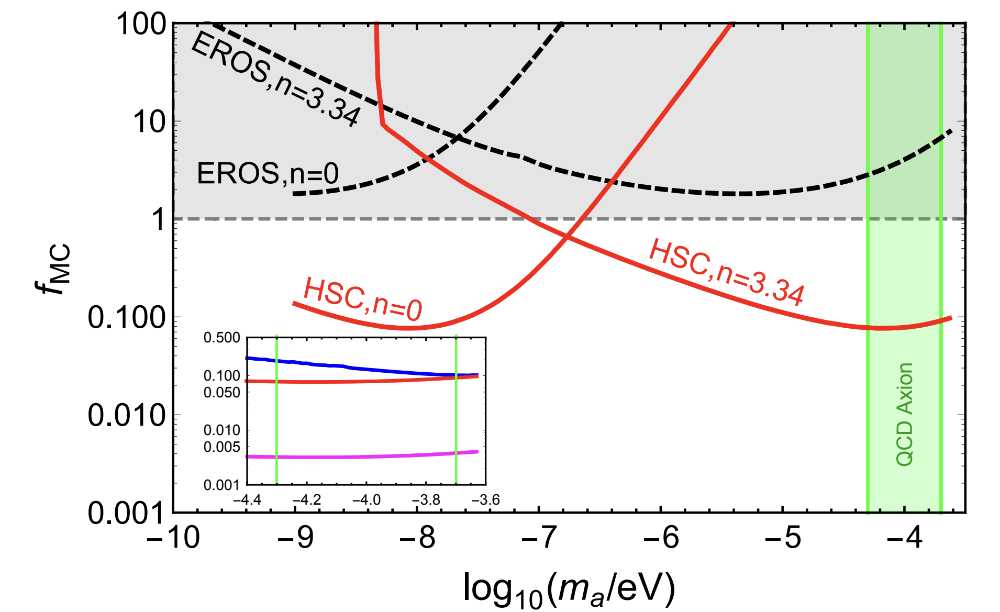 100
10
1
0.100
0.010
0.001
f_MC
EROS,n=3.34
EROS,n=0
HSC,n=0
HSC,n=3.34
QCD Axion
0.500
0.100
0.050
0.010
0.005
0.001
−4.4 −4.2 −4.0 −3.8 −3.6
−10 −9 −8 −7 −6 −5 −4
log₁₀(mₐ/eV)